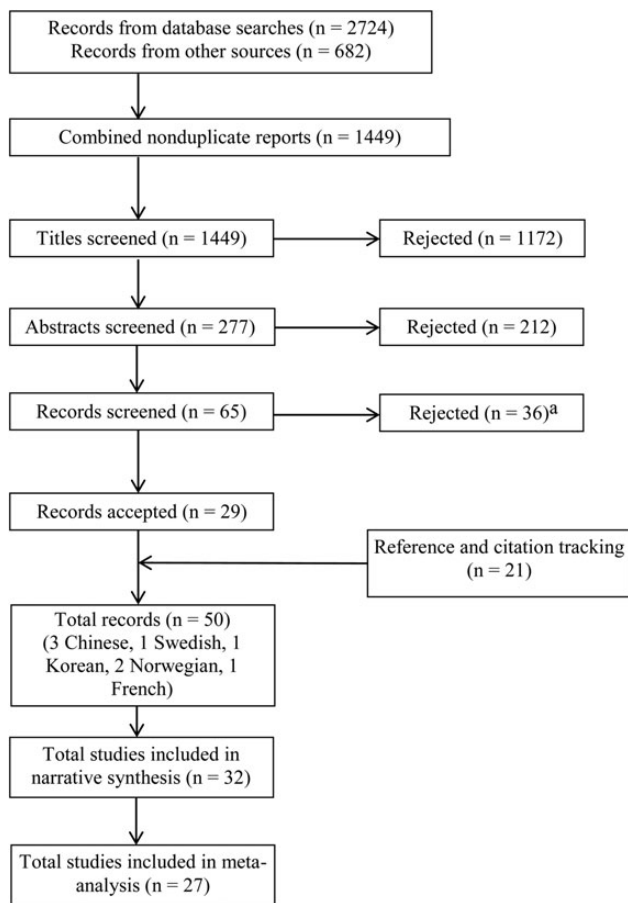 Records from database searches (n = 2724)
Records from other sources (n = 682)
Combined nonduplicate reports (n = 1449)
Titles screened (n = 1449)
Rejected (n = 1172)
Abstracts screened (n = 277)
Rejected (n = 212)
Records screened (n = 65)
Rejected (n = 36)a
Records accepted (n = 29)
Reference and citation tracking
(n = 21)
Total records (n = 50)
(3 Chinese, 1 Swedish, 1
Korean, 2 Norwegian, 1
French)
Total studies included in
narrative synthesis (n = 32)
Total studies included in meta-
analysis (n = 27)